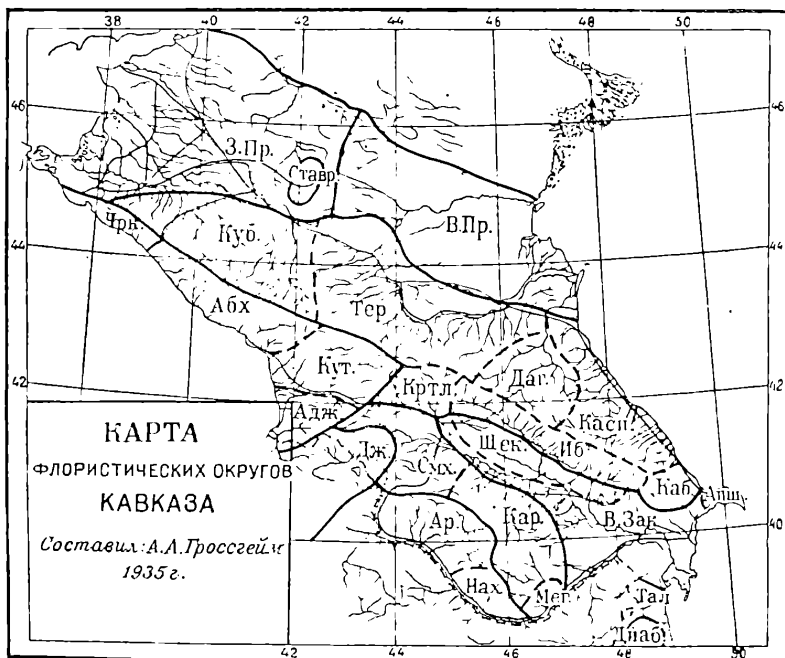 38 40 42 44 46 48 50
46 46
З.Пр.
Ставр.
Чрк.
Куб.
В.Пр.
44 44
Абх
Тер
Кут.
Кртл.
Даг.
42 42
Адж.
Касп.
Щек.
Иб.
КАРТА
ФЛОРИСТИЧЕСКИХ ОКРУГОВ
КАВКАЗА
Составил: А.А.Гроссгейм
1935 г.
Дж.
Смх.
Каб.
Апш.
Ар.
Кар.
В.Зак.
40
Нах.
Мег.
Тал
Диаб.
42 44 46 48 50